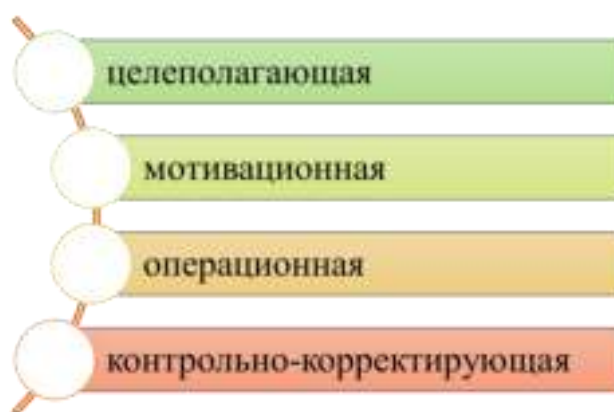 целеполагающая
мотивационная
операционная
контрольно-корректирующая